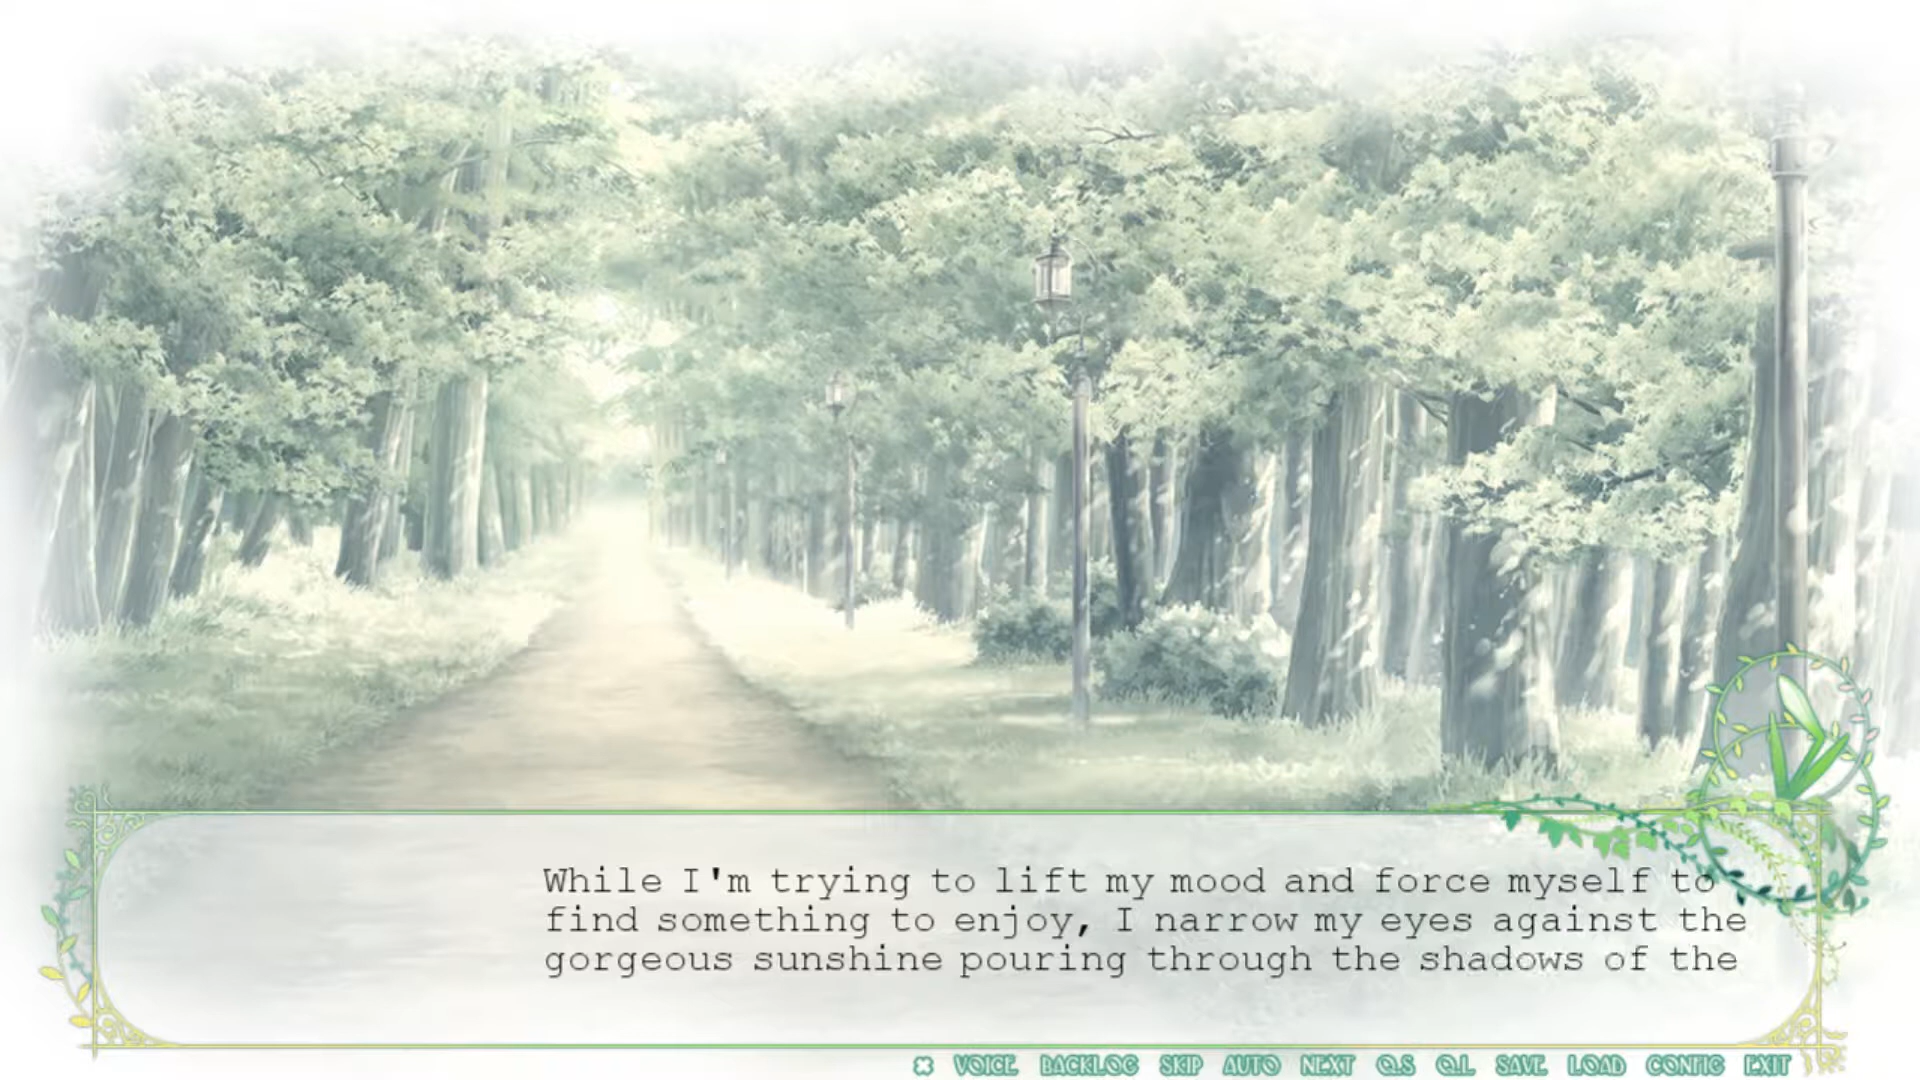 While I'm trying to lift my mood and force myself to
find something to enjoy, I narrow my eyes against the
gorgeous sunshine pouring through the shadows of the
VOICE BACKLOG SKIP AUTO NEXT Q.S Q.L SAVE LOAD CONFIG EXIT